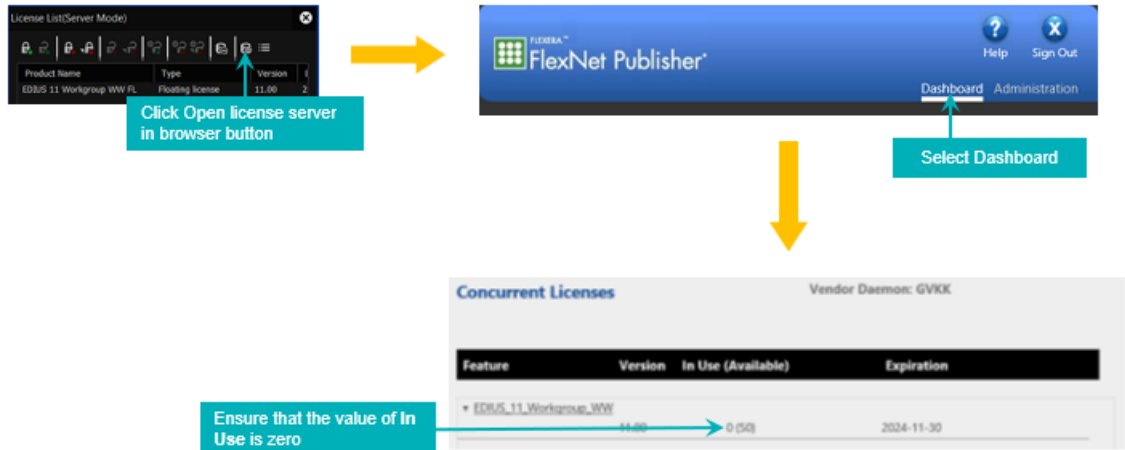 License List(Server Mode)
Product Name Type Version
EDIUS 11 Workgroup WW FL Floating license 11.00 2
Click Open license server
in browser button
FLEXERA™
FlexNet Publisher®
Help Sign Out
Dashboard Administration
Select Dashboard
Concurrent Licenses Vendor Daemon: GVKK
Feature Version In Use (Available) Expiration
▾ EDIUS_11_Workgroup_WW
11.00 0 (50) 2024-11-30
Ensure that the value of In
Use is zero